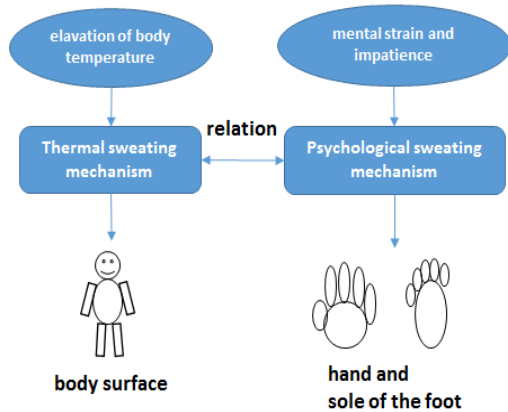 elavation of body
temperature
mental strain and
impatience
relation
Thermal sweating
mechanism
Psychological sweating
mechanism
body surface
hand and
sole of the foot